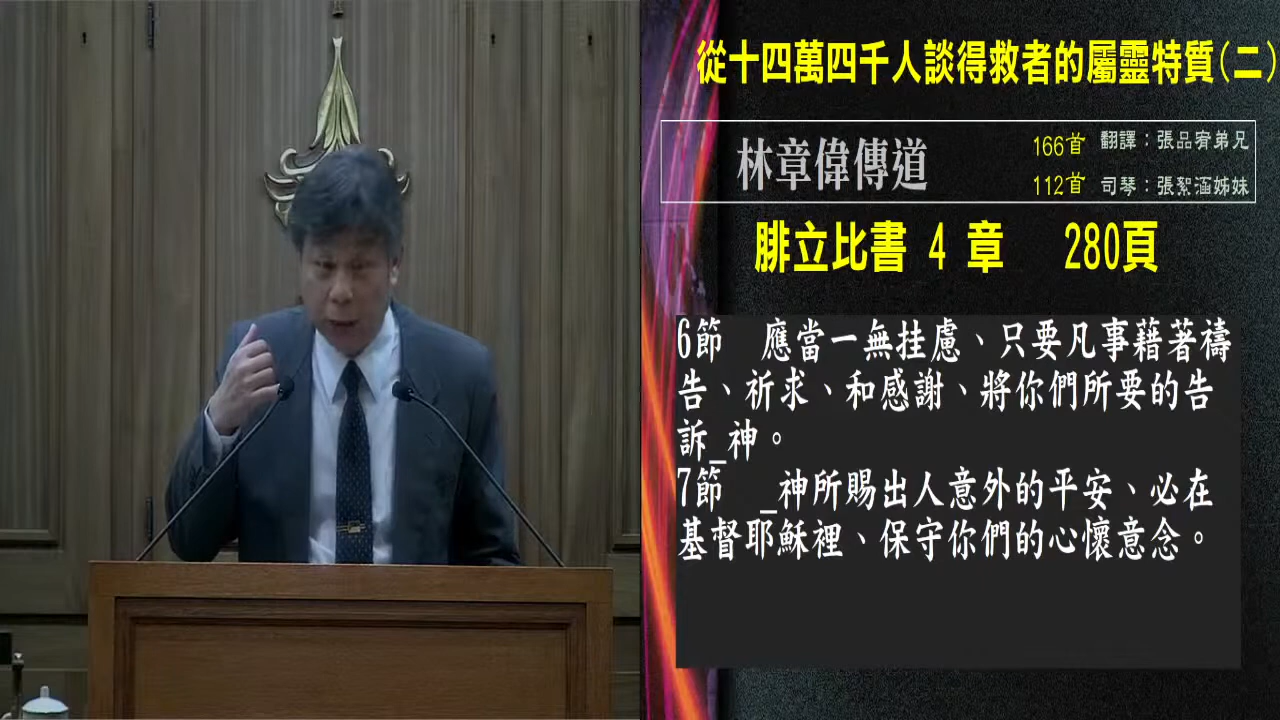 從十四萬四千人談得救者的屬靈特質(二)
林章偉傳道
166首 翻譯：張品宥弟兄
112首 司琴：張絮涵姊妹
腓立比書 4 章 280頁
6節 應當一無挂慮、只要凡事藉著禱
告、祈求、和感謝、將你們所要的告
訴_神。
7節 _神所賜出人意外的平安、必在
基督耶穌裡、保守你們的心懷意念。